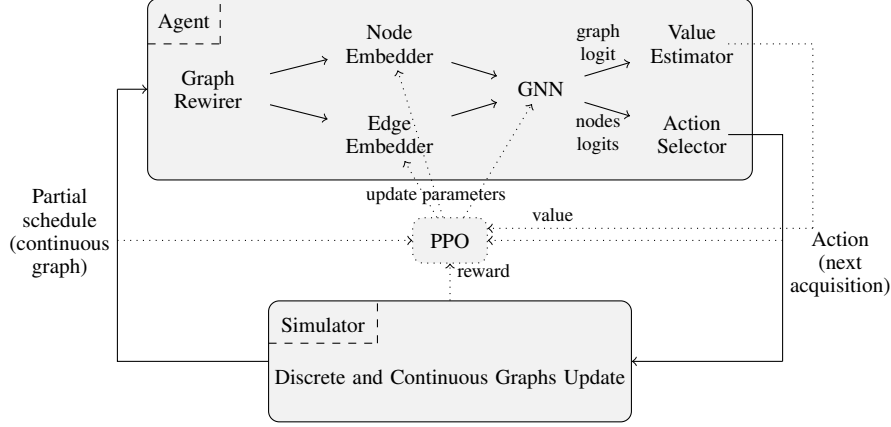 Agent
Graph
Rewirer
Node
Embedder
Edge
Embedder
GNN
graph
logit
nodes
logits
Value
Estimator
Action
Selector
Partial
schedule
(continuous
graph)
update parameters
PPO
value
reward
Action
(next
acquisition)
Simulator
Discrete and Continuous Graphs Update